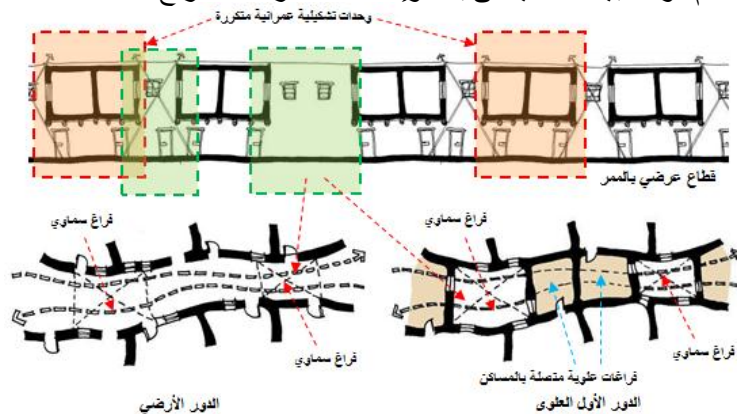 وحدات تشكيلية عمرانية متكررة
قطاع عرضي بالممر
فراغ سماوي
فراغ سماوي
فراغ سماوي
فراغ سماوي
فراغات علوية متصلة بالمساكن
الدور الأرضي
الدور الأول العلوى